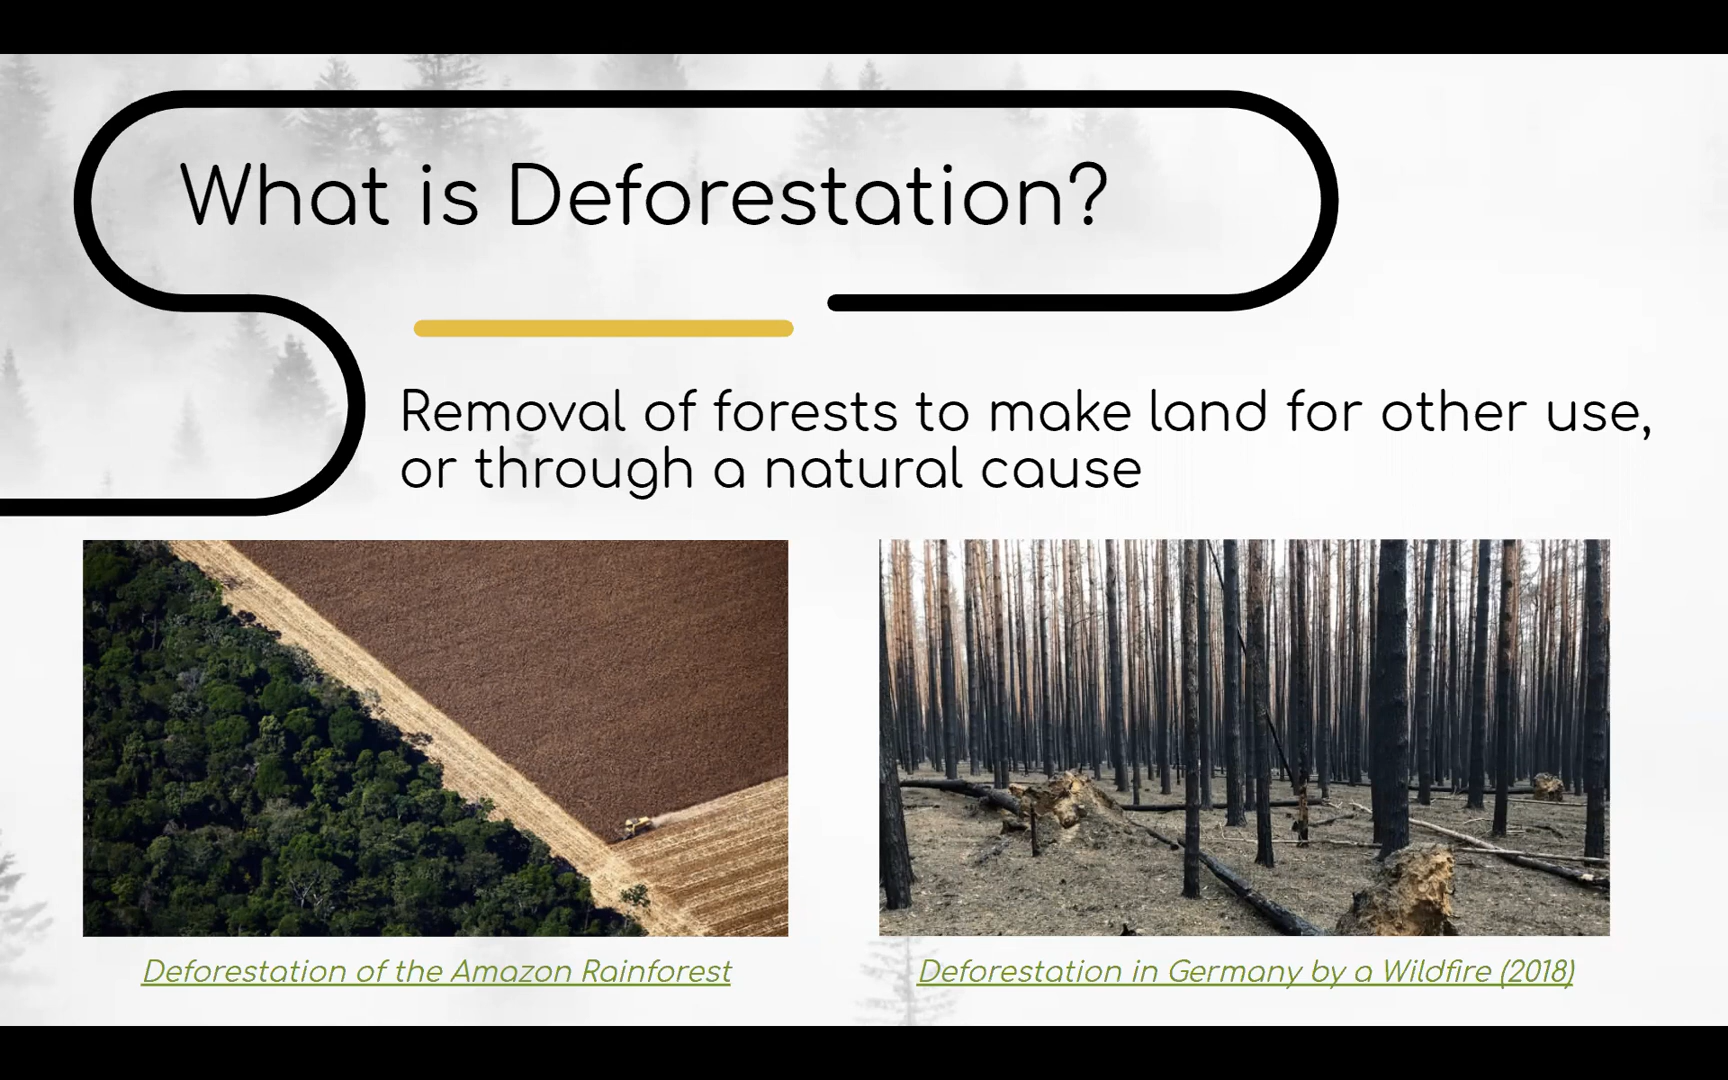 What is Deforestation?
Removal of forests to make land for other use,
or through a natural cause
Deforestation of the Amazon Rainforest
Deforestation in Germany by a Wildfire (2018)